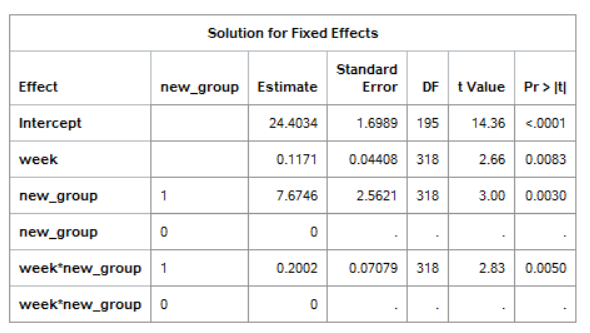 Solution for Fixed Effects
Effect new_group Estimate Standard Error DF t Value Pr > |t|
Intercept 24.4034 1.6989 195 14.36 <.0001
week 0.1171 0.04408 318 2.66 0.0083
new_group 1 7.6746 2.5621 318 3.00 0.0030
new_group 0 0 . . . .
week*new_group 1 0.2002 0.07079 318 2.83 0.0050
week*new_group 0 0 . . . .